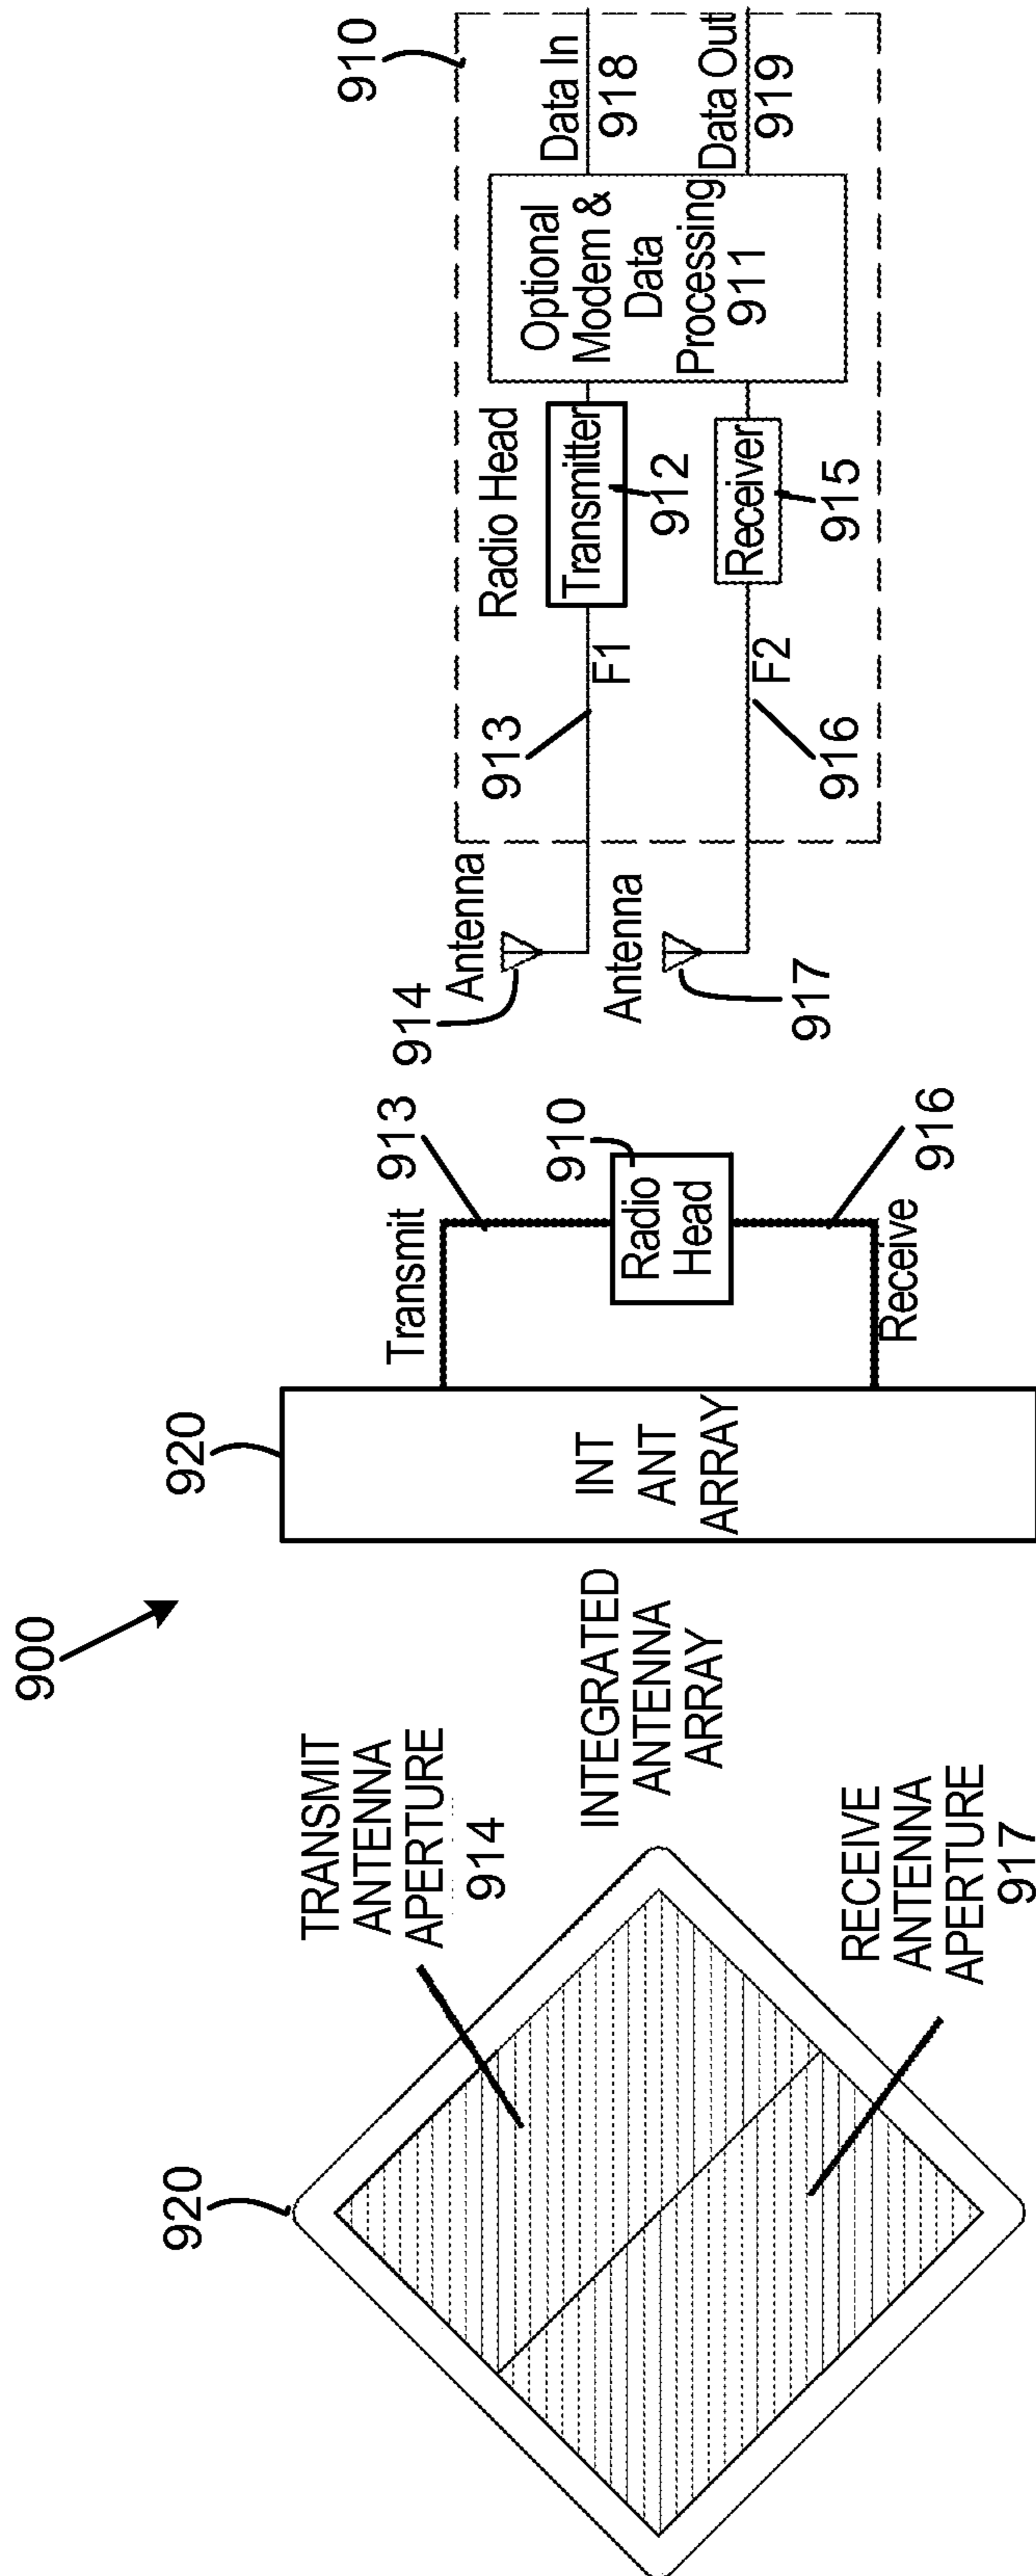 900
920
TRANSMIT
ANTENNA
APERTURE
914
INTEGRATED
ANTENNA
ARRAY
RECEIVE
ANTENNA
APERTURE
917
920
INT
ANT
ARRAY
Transmit
913
910
Radio
Head
916
Receive
910
Antenna
914
Antenna
917
913
F1
F2
916
Radio Head
Transmitter
912
Receiver
915
Optional
Modem &
Data
Processing
911
Data In
918
Data Out
919